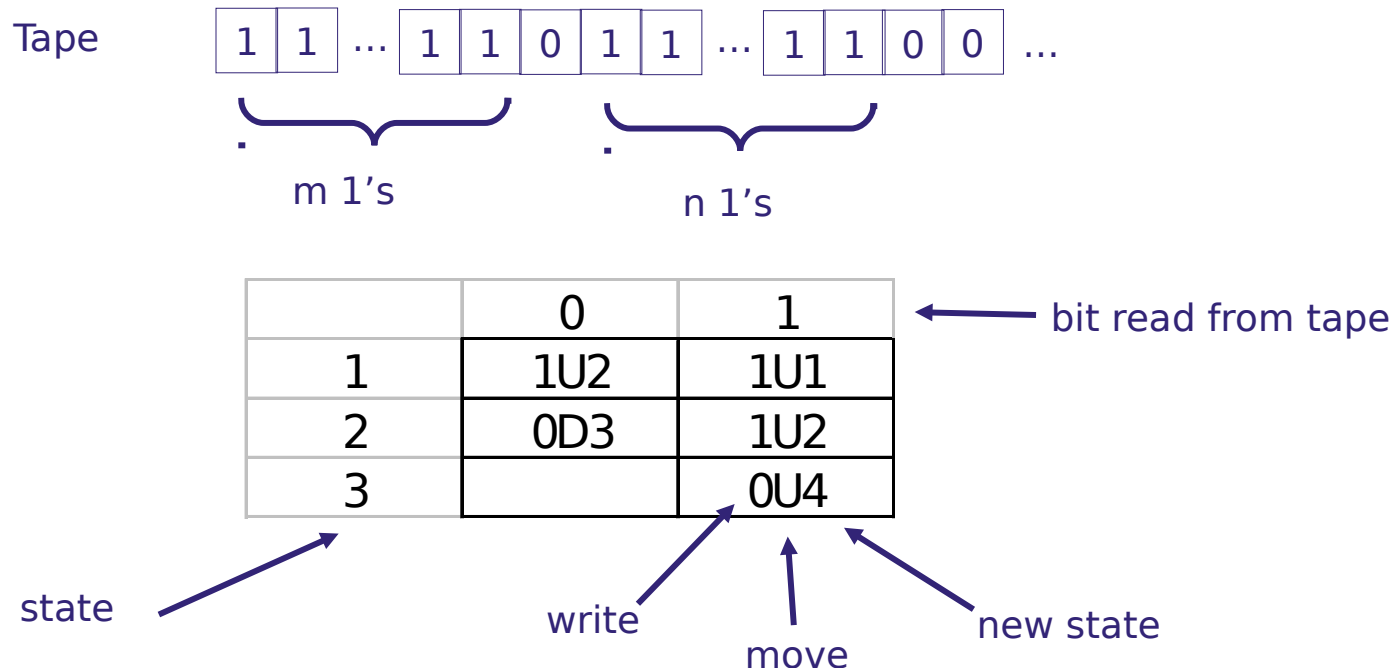 Tape 1 1 ... 1 1 0 1 1 ... 1 1 0 0 ...
m 1’s
n 1’s
0 1
bit read from tape
1 1U2 1U1
2 0D3 1U2
3 0U4
state
write
move
new state